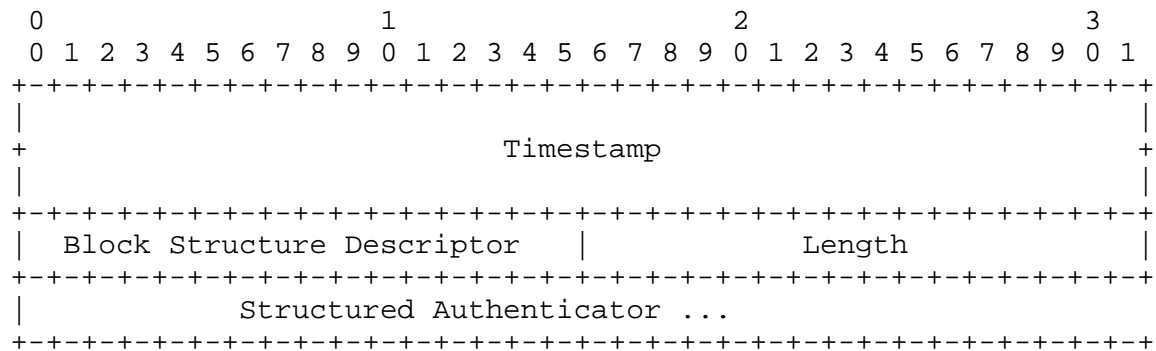 0                   1                   2                   3
 0 1 2 3 4 5 6 7 8 9 0 1 2 3 4 5 6 7 8 9 0 1 2 3 4 5 6 7 8 9 0 1
+-+-+-+-+-+-+-+-+-+-+-+-+-+-+-+-+-+-+-+-+-+-+-+-+-+-+-+-+-+-+-+-+
|                                                               |
+                           Timestamp                           +
|                                                               |
+-+-+-+-+-+-+-+-+-+-+-+-+-+-+-+-+-+-+-+-+-+-+-+-+-+-+-+-+-+-+-+-+
|  Block Structure Descriptor   |            Length             |
+-+-+-+-+-+-+-+-+-+-+-+-+-+-+-+-+-+-+-+-+-+-+-+-+-+-+-+-+-+-+-+-+
|            Structured Authenticator ...
+-+-+-+-+-+-+-+-+-+-+-+-+-+-+-+-+-+-+-+-+-+-+-+-+-+-+-+-+-+-+-+-+